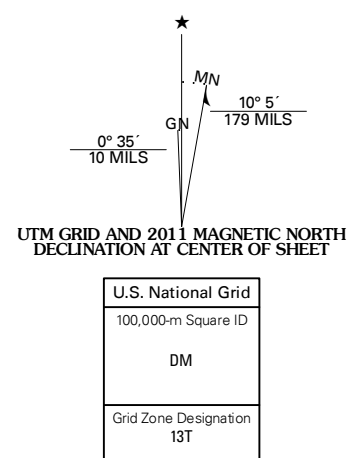 MN
GN
10° 5´
179 MILS
0° 35´
10 MILS
UTM GRID AND 2011 MAGNETIC NORTH
DECLINATION AT CENTER OF SHEET
U.S. National Grid
100,000-m Square ID
DM
Grid Zone Designation
13T